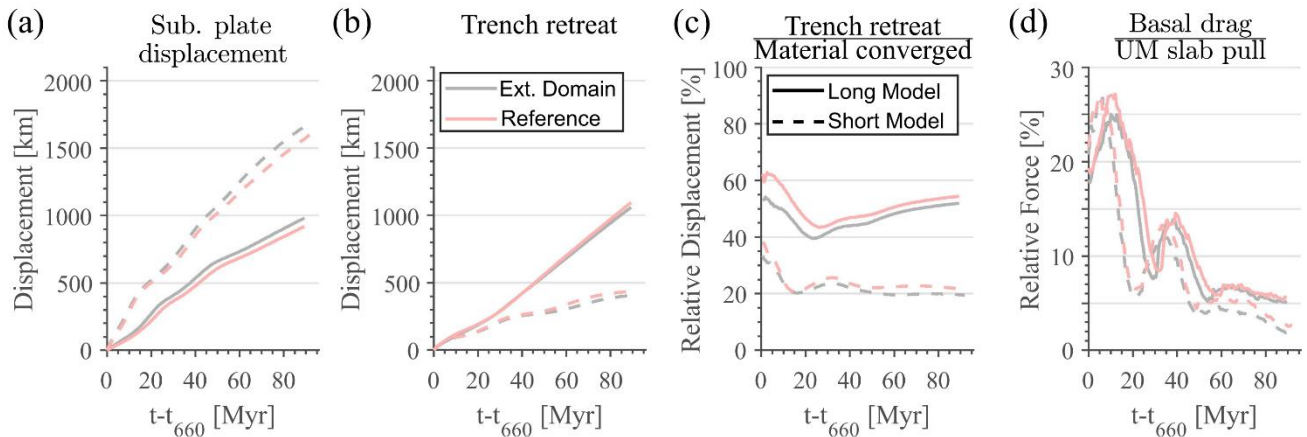 (a)
Sub. plate
displacement
Displacement [km]
2000
1500
1000
500
0
0 20 40 60 80
t-t660 [Myr]
(b)
Trench retreat
Displacement [km]
2000
1500
1000
500
0
Ext. Domain
Reference
0 20 40 60 80
t-t660 [Myr]
(c)
Trench retreat
Material converged
Relative Displacement [%]
100
80
60
40
20
0
Long Model
Short Model
0 20 40 60 80
t-t660 [Myr]
(d)
Basal drag
UM slab pull
Relative Force [%]
30
20
10
0
0 20 40 60 80
t-t660 [Myr]